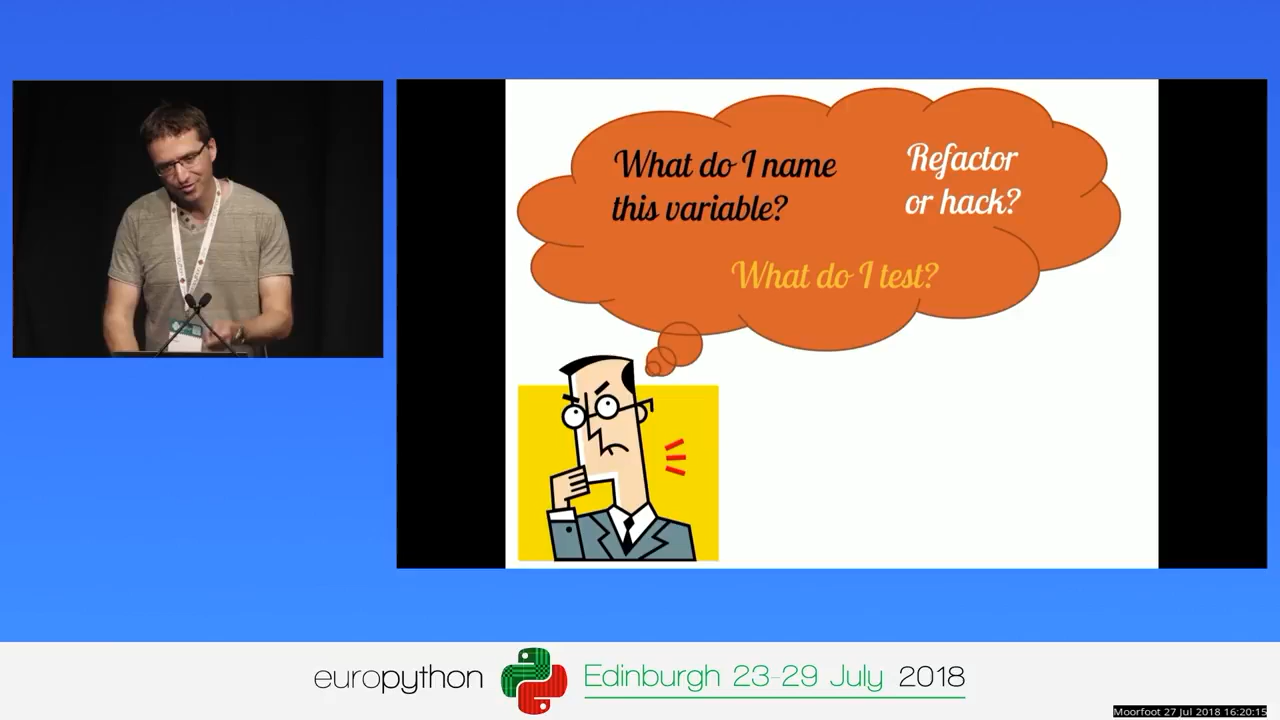 What do I name
this variable?
Refactor
or hack?
What do I test?
europython
Edinburgh 23-29 July 2018
Moorfoot 27 Jul 2018 16:20:15